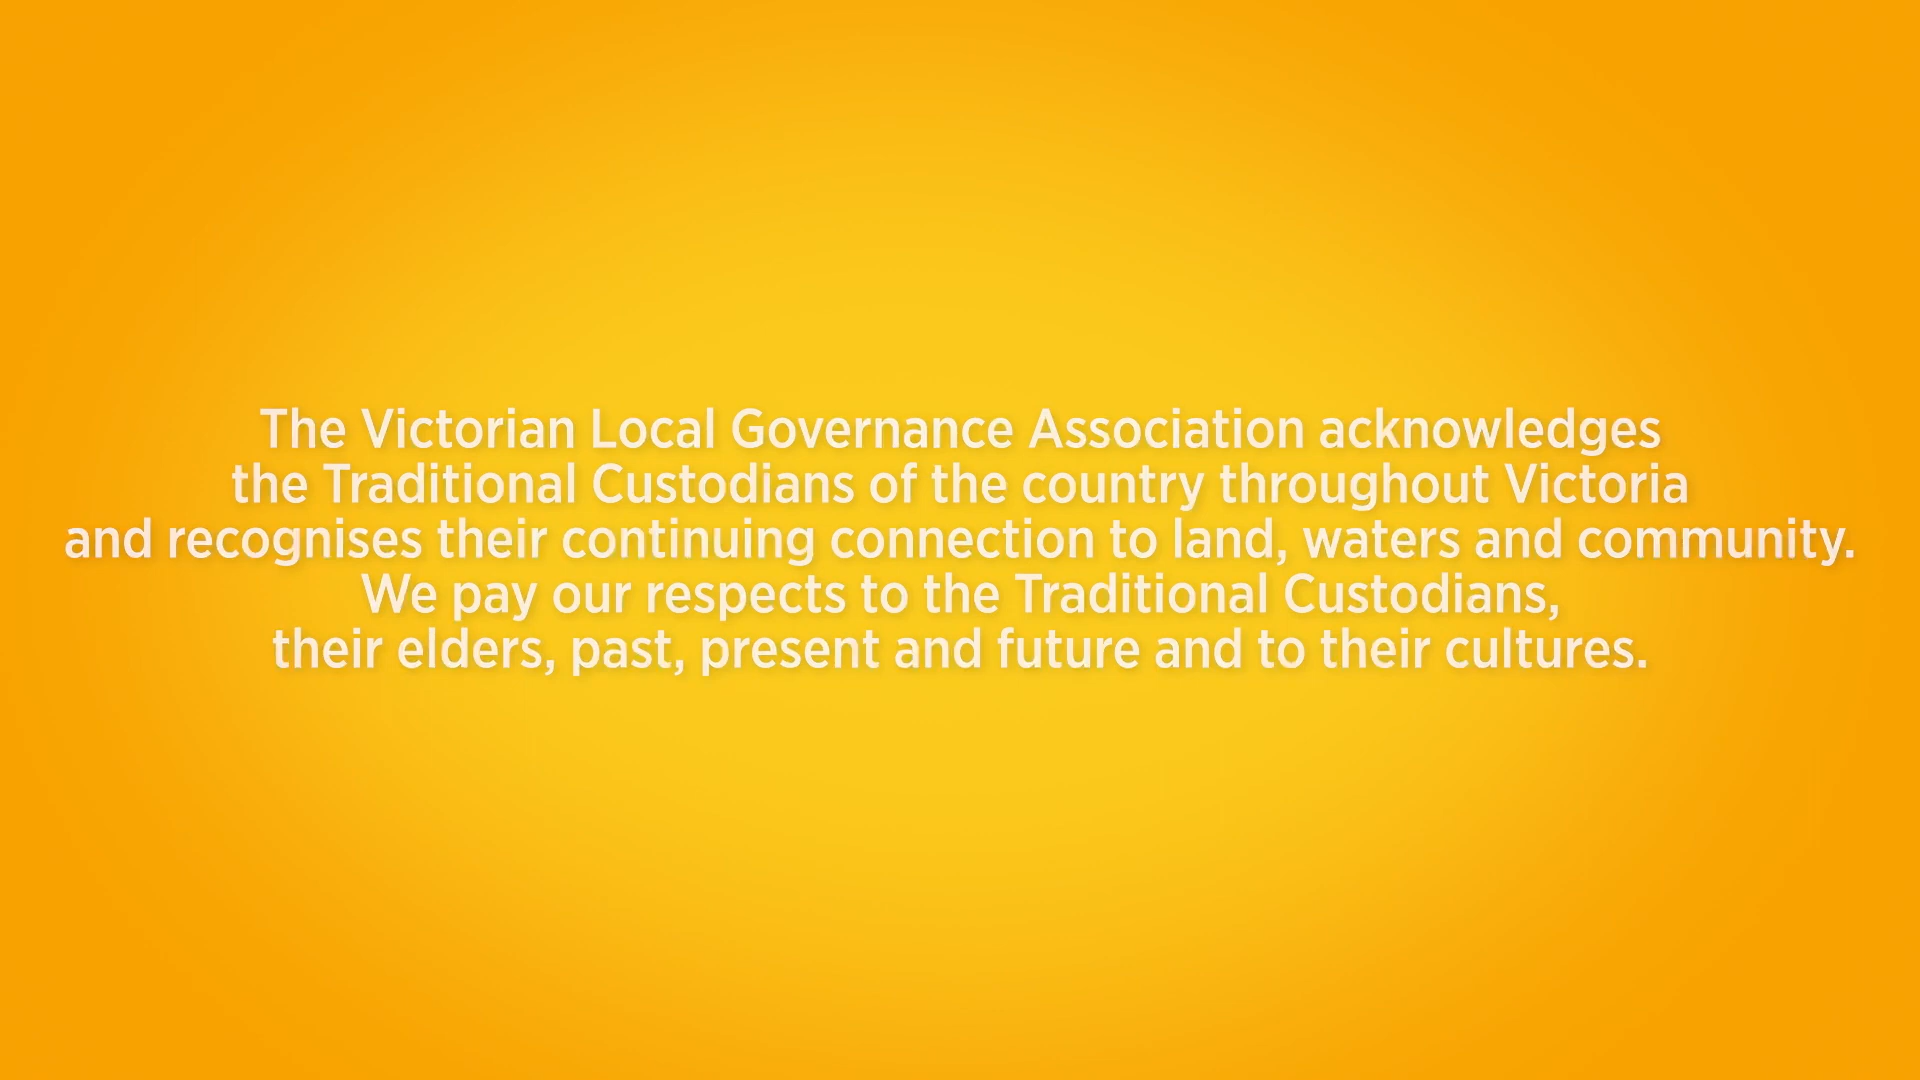 The Victorian Local Governance Association acknowledges
the Traditional Custodians of the country throughout Victoria
and recognises their continuing connection to land, waters and community.
We pay our respects to the Traditional Custodians,
their elders, past, present and future and to their cultures.